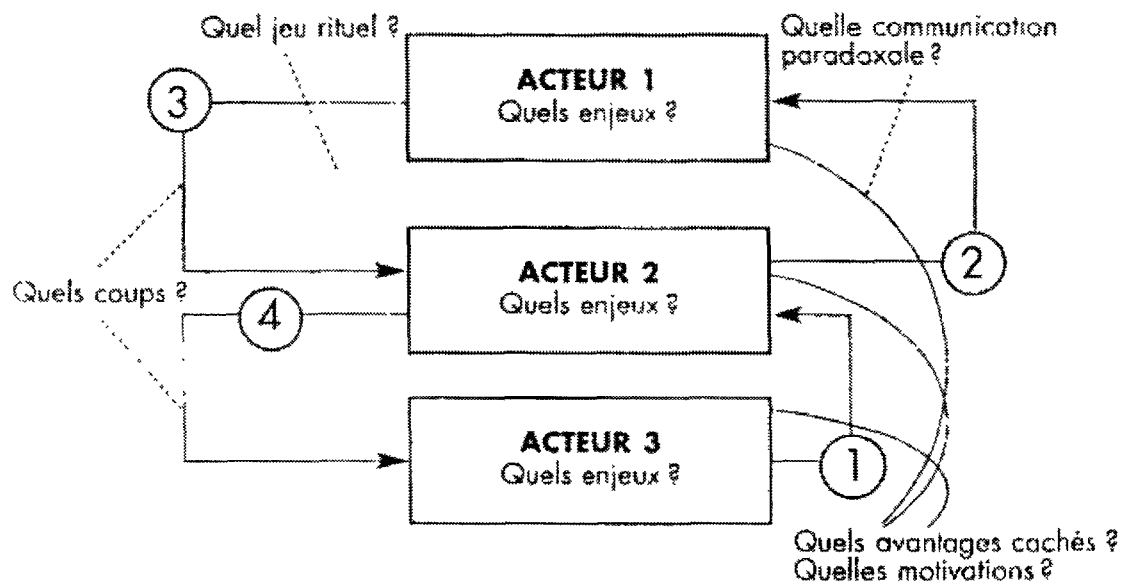 Quel jeu rituel ?
Quelle communication
paradoxale ?
ACTEUR 1
Quels enjeux ?
3
2
ACTEUR 2
Quels enjeux ?
Quels coups ?
4
ACTEUR 3
Quels enjeux ?
1
Quels avantages cachés ?
Quelles motivations ?